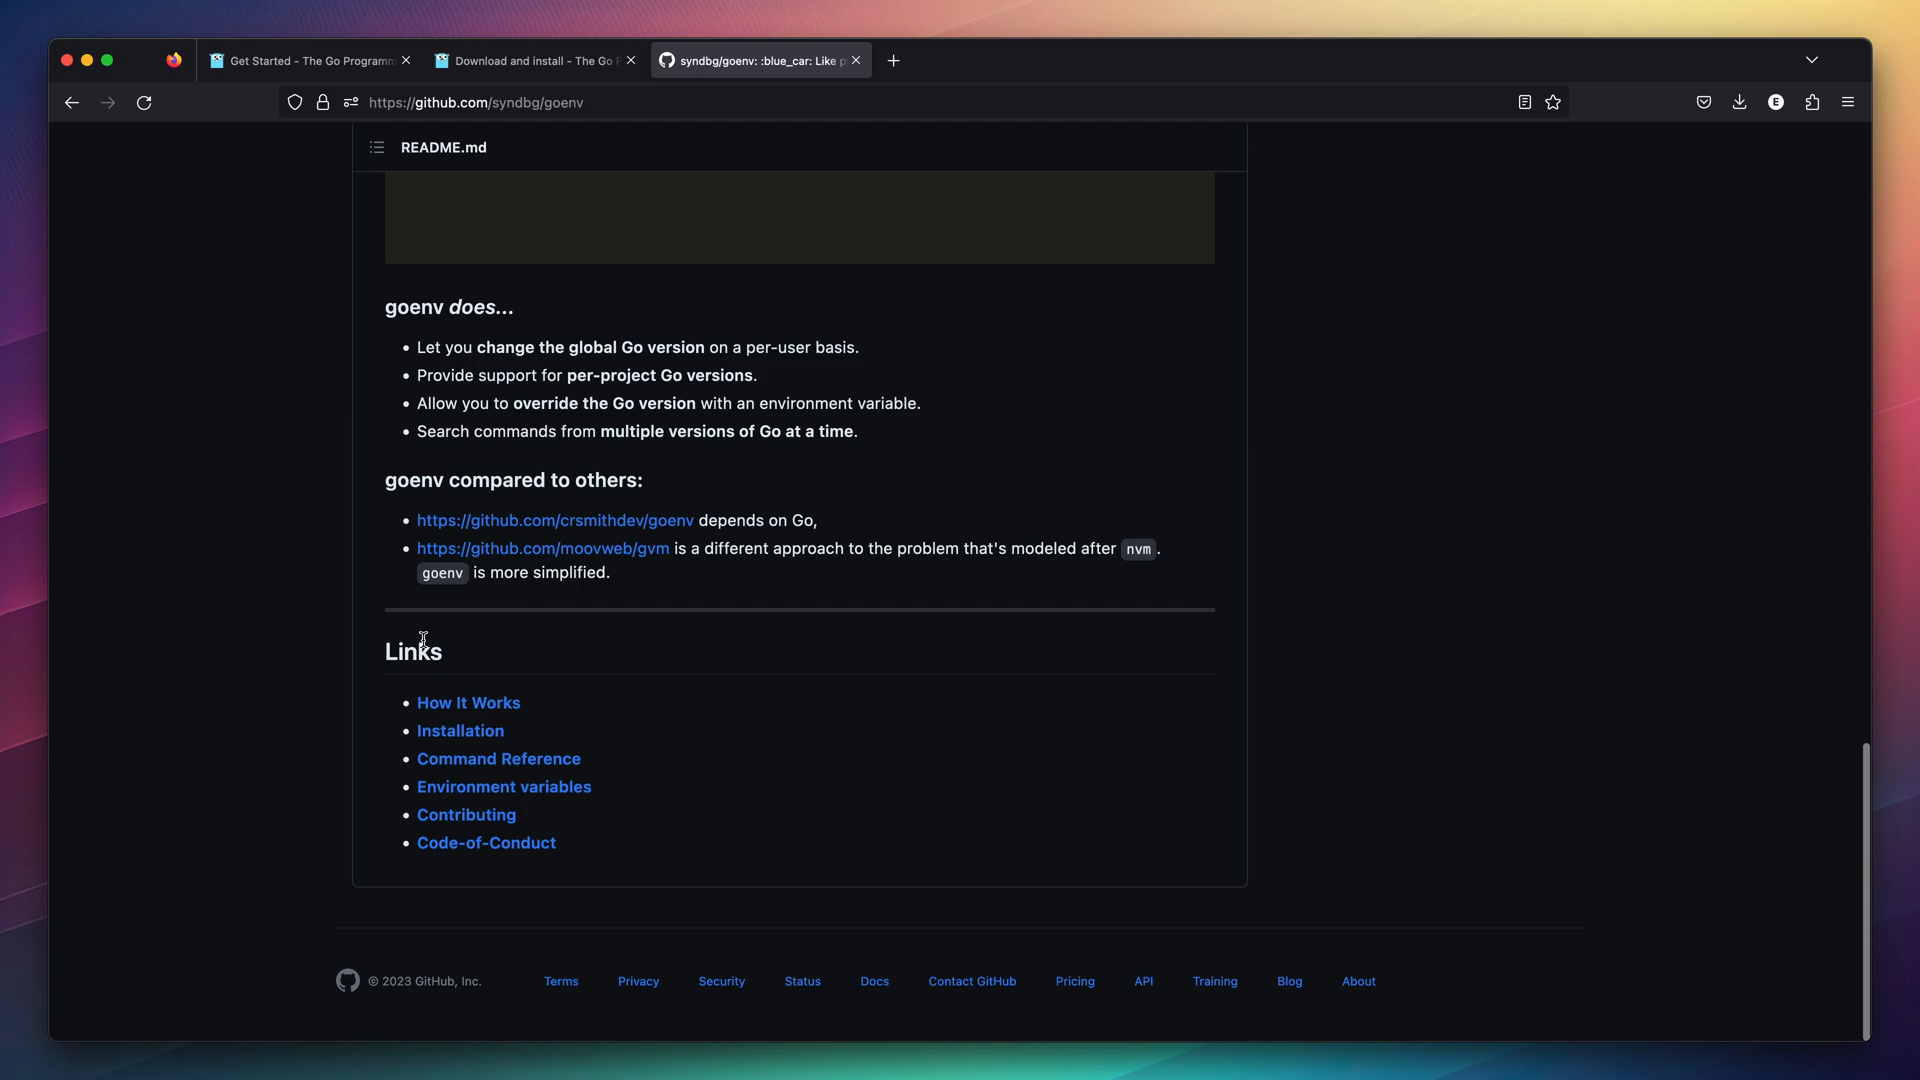 Get Started - The Go Programm
Download and install - The Go P
syndbg/goenv: :blue_car: Like p
https://github.com/syndbg/goenv
E
README.md
goenv does...
Let you change the global Go version on a per-user basis.
Provide support for per-project Go versions.
Allow you to override the Go version with an environment variable.
Search commands from multiple versions of Go at a time.
goenv compared to others:
https://github.com/crsmithdev/goenv depends on Go,
https://github.com/moovweb/gvm is a different approach to the problem that's modeled after nvm.
goenv is more simplified.
Links
How It Works
Installation
Command Reference
Environment variables
Contributing
Code-of-Conduct
© 2023 GitHub, Inc. Terms Privacy Security Status Docs Contact GitHub Pricing API Training Blog About